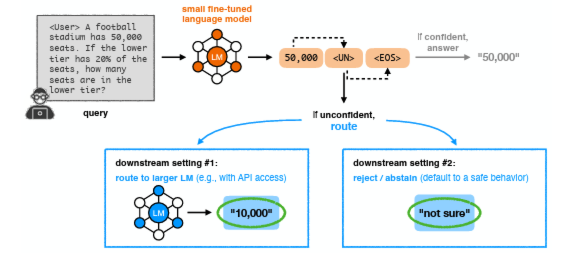 <User> A football
stadium has 50,000
seats. If the lower
tier has 20% of the
seats, how many
seats are in the
lower tier?
query
small fine-tuned
language model
LM
50,000 <UN> <EOS>
If confident,
answer
"50,000"
If unconfident,
route
downstream setting #1:
route to larger LM (e.g., with API access)
LM
"10,000"
downstream setting #2:
reject / abstain (default to a safe behavior)
"not sure"